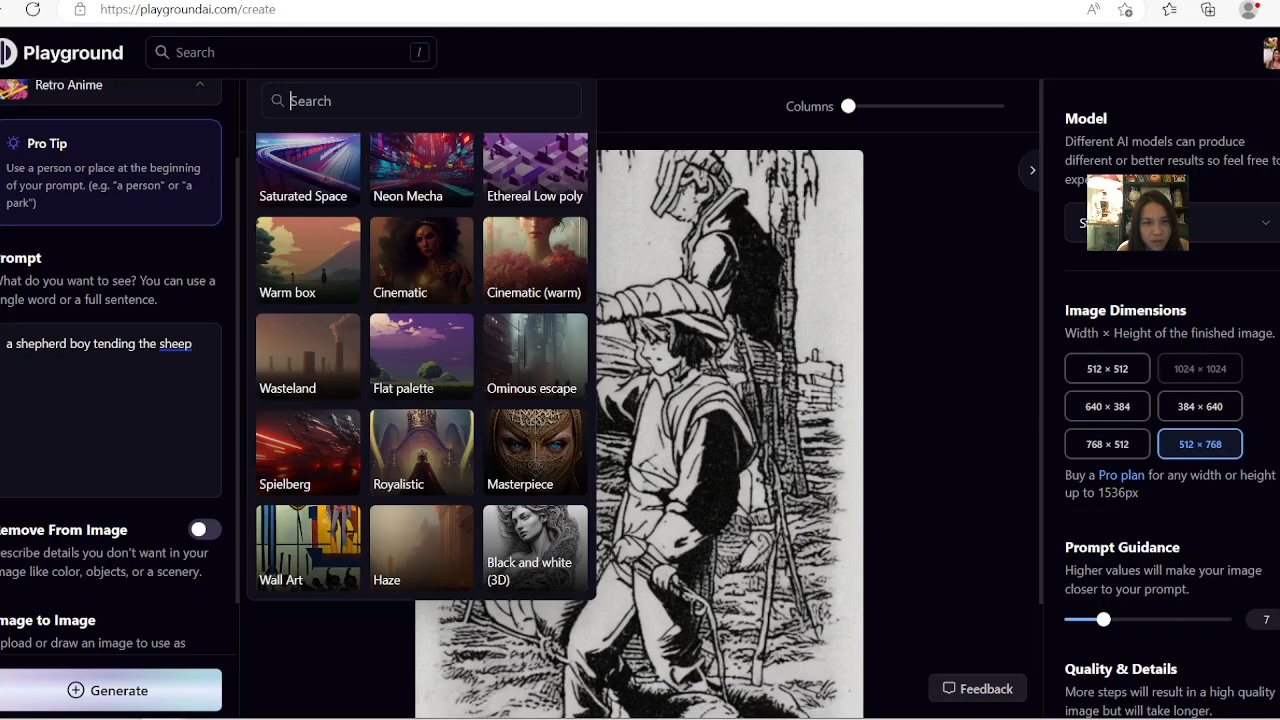 https://playgroundai.com/create
Playground
Search
/
Retro Anime
Pro Tip
Use a person or place at the beginning
of your prompt. (e.g. "a person" or "a
park")
rompt
hat do you want to see? You can use a
ngle word or a full sentence.
a shepherd boy tending the sheep
emove From Image
escribe details you don't want in your
mage like color, objects, or a scenery.
mage to Image
pload or draw an image to use as
Generate
Search
Saturated Space
Neon Mecha
Ethereal Low poly
Warm box
Cinematic
Cinematic (warm)
Wasteland
Flat palette
Ominous escape
Spielberg
Royalistic
Masterpiece
Wall Art
Haze
Black and white
(3D)
Columns
Feedback
Model
Different AI models can produce
different or better results so feel free to
expe
S
Image Dimensions
Width × Height of the finished image.
512 × 512
1024 × 1024
640 × 384
384 × 640
768 × 512
512 × 768
Buy a Pro plan for any width or height
up to 1536px
Prompt Guidance
Higher values will make your image
closer to your prompt.
7
Quality & Details
More steps will result in a high quality
image but will take longer.